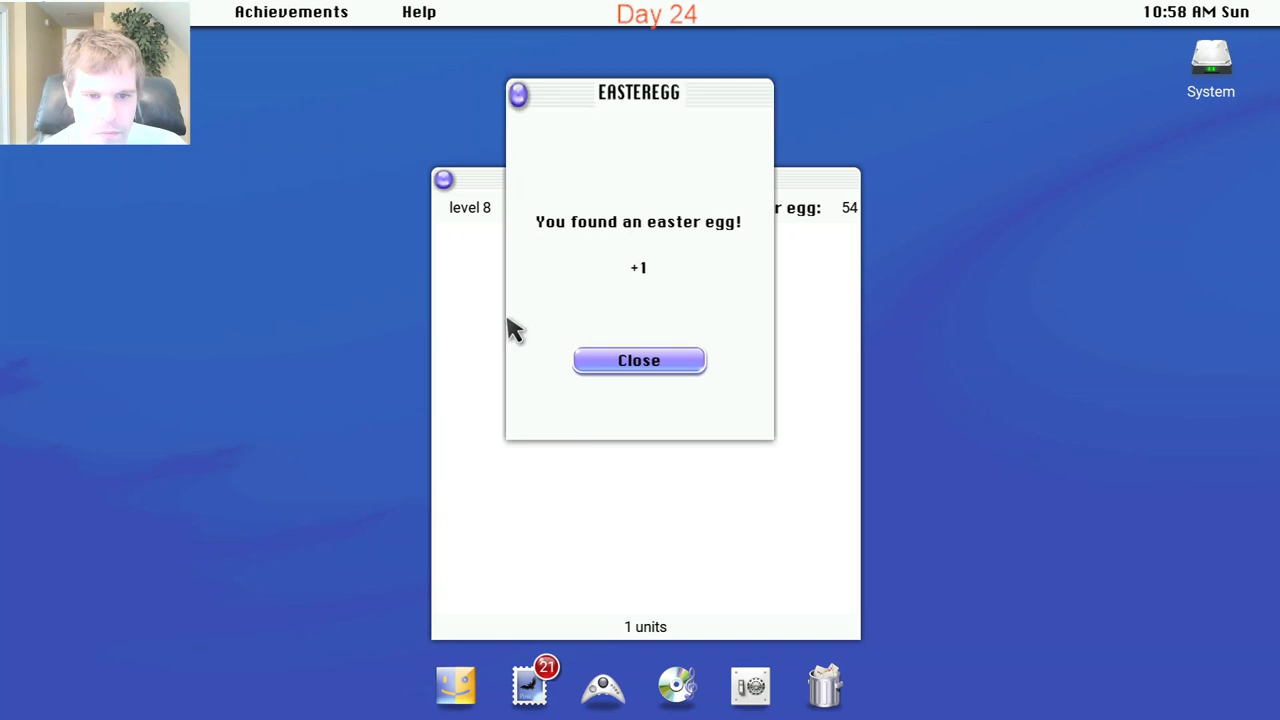 Achievements Help Day 24 10:58 AM Sun
System
EASTEREGG
level 8 r egg: 54
You found an easter egg!
+1
Close
1 units
21